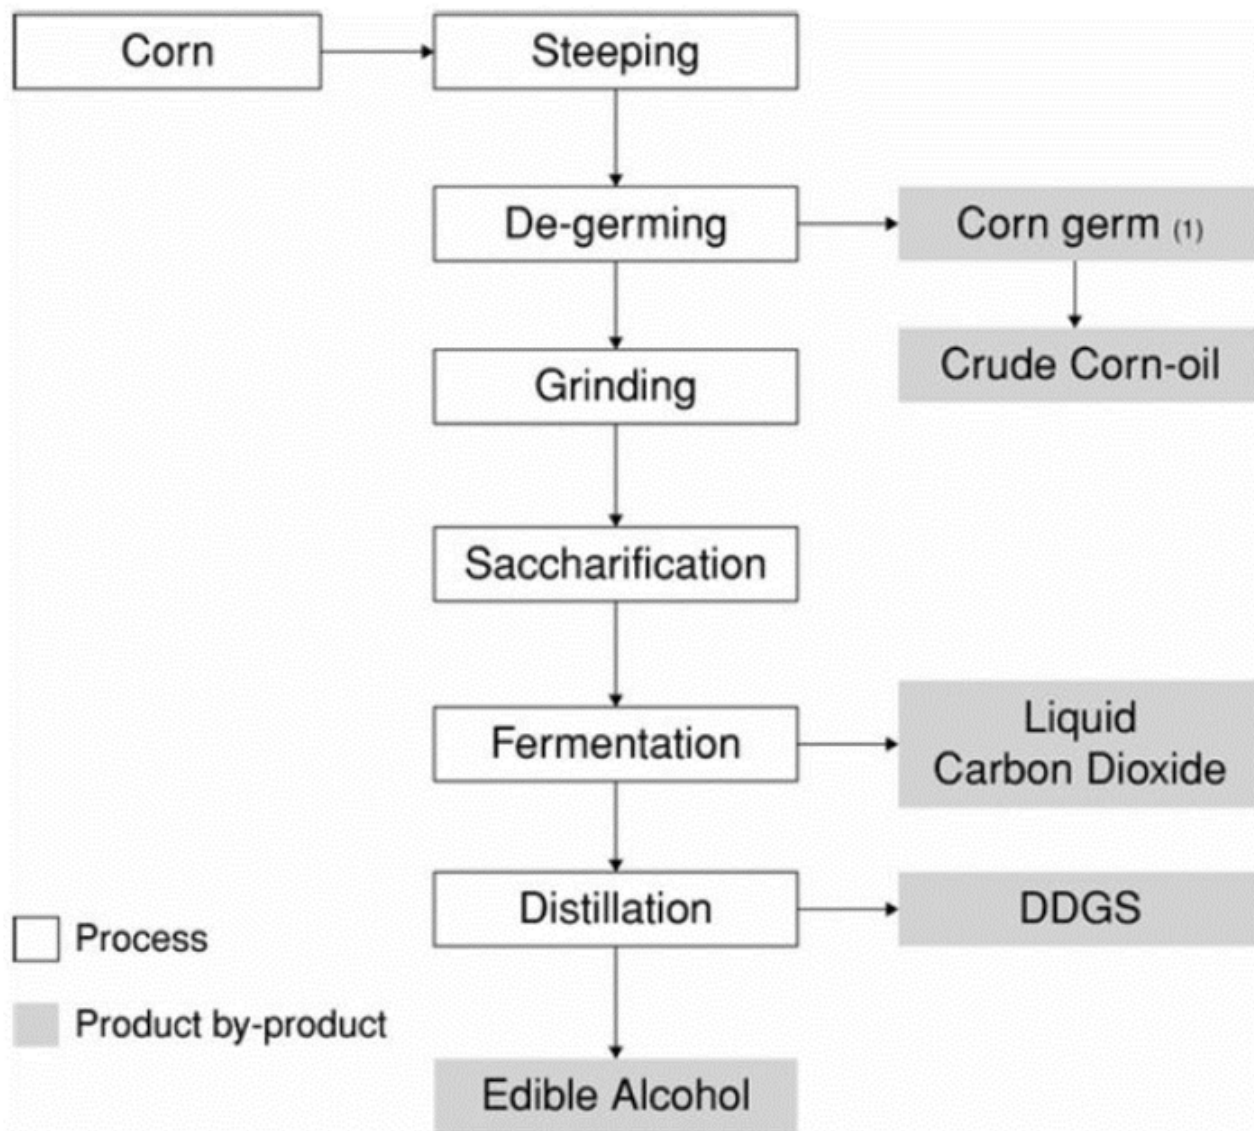 Corn
Steeping
De-germing
Corn germ (1)
Crude Corn-oil
Grinding
Saccharification
Fermentation
Liquid
Carbon Dioxide
Distillation
DDGS
Process
Product by-product
Edible Alcohol